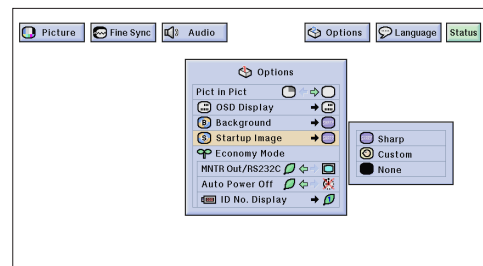 Picture Fine Sync Audio Options Language Status
Options
Pict in Pict
OSD Display
B Background
S Startup Image
Economy Mode
MNTR Out/RS232C
Auto Power Off
ID No. Display 1
Sharp
Custom
None